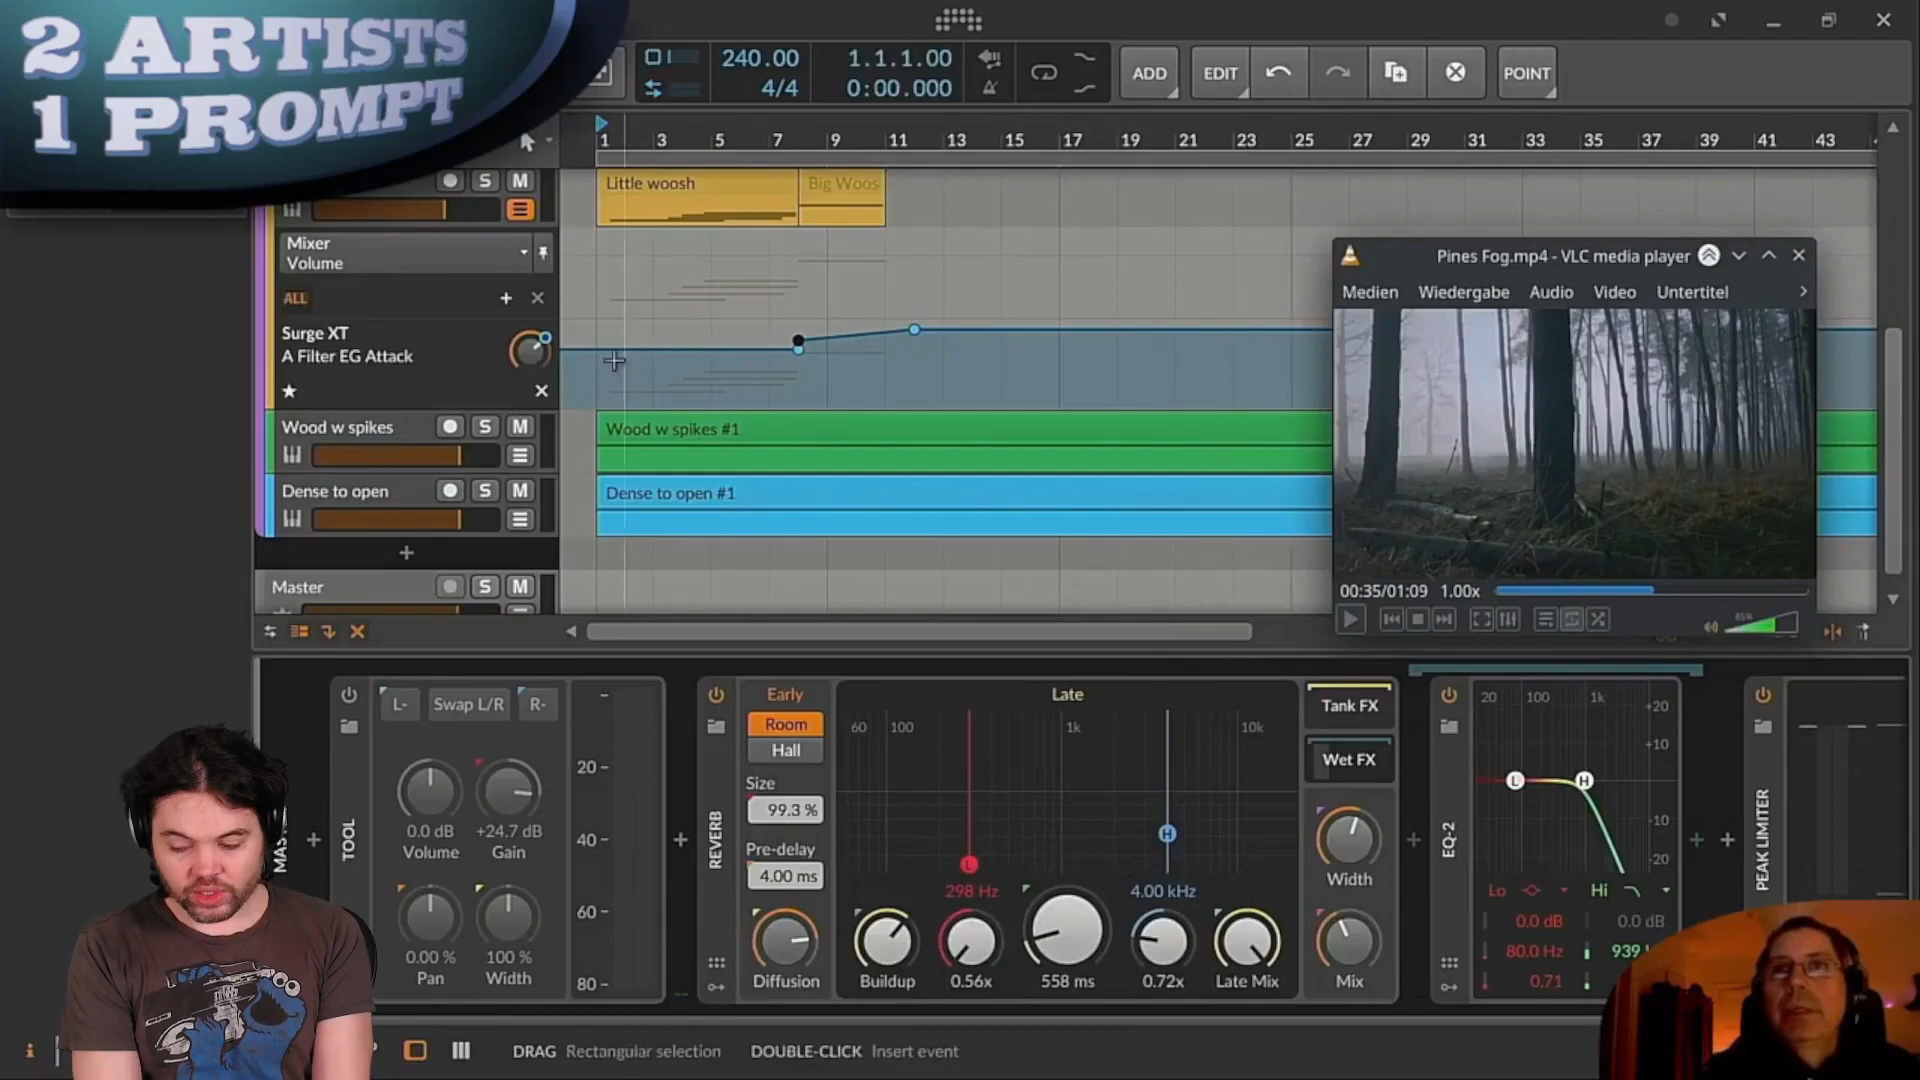 2 ARTISTS
1 PROMPT
240.00
4/4
1.1.1.00
0:00.000
ADD
EDIT
POINT
1 3 5 7 9 11 13 15 17 19 21 23 25 27 29 31 33 35 37 39 41 43
S M
Little woosh
Big Woos
Mixer
Volume
ALL
Surge XT
A Filter EG Attack
Wood w spikes
S M
Wood w spikes #1
Dense to open
S M
Dense to open #1
Master
S M
Pines Fog.mp4 - VLC media player
Medien Wiedergabe Audio Video Untertitel
00:35/01:09 1.00x
85%
TOOL
L- Swap L/R R-
0.0 dB
Volume
+24.7 dB
Gain
0.00 %
Pan
100 %
Width
20
40
60
80
REVERB
Early
Room
Hall
Size
99.3 %
Pre-delay
4.00 ms
Diffusion
Late
60 100 1k 10k
L
H
298 Hz
4.00 kHz
Buildup
0.56x
558 ms
0.72x
Late Mix
Tank FX
Wet FX
Width
Mix
EQ-2
20 100 1k
+20
+10
-10
-20
L
H
Lo
Hi
0.0 dB
0.0 dB
80.0 Hz
939
0.71
PEAK LIMITER
DRAG Rectangular selection DOUBLE-CLICK Insert event